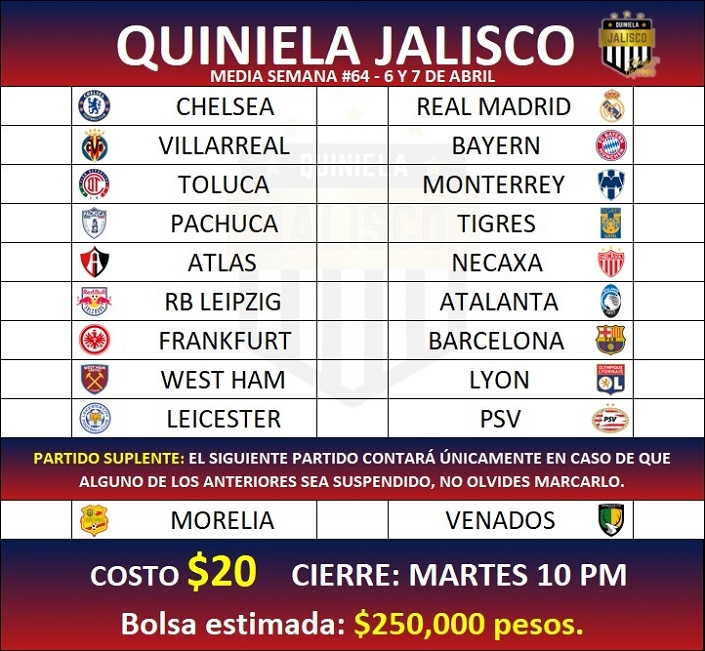 QUINIELA JALISCO
MEDIA SEMANA #64 - 6 Y 7 DE ABRIL
QUINIELA
CHELSEA REAL MADRID
VILLARREAL BAYERN
TOLUCA MONTERREY
PACHUCA TIGRES
ATLAS NECAXA
RB LEIPZIG ATALANTA
FRANKFURT BARCELONA
WEST HAM LYON
LEICESTER PSV
QUINIELA
JALISCO
PARTIDO SUPLENTE: EL SIGUIENTE PARTIDO CONTARÁ ÚNICAMENTE EN CASO DE QUE
ALGUNO DE LOS ANTERIORES SEA SUSPENDIDO, NO OLVIDES MARCARLO.
MORELIA VENADOS
COSTO $20 CIERRE: MARTES 10 PM
Bolsa estimada: $250,000 pesos.